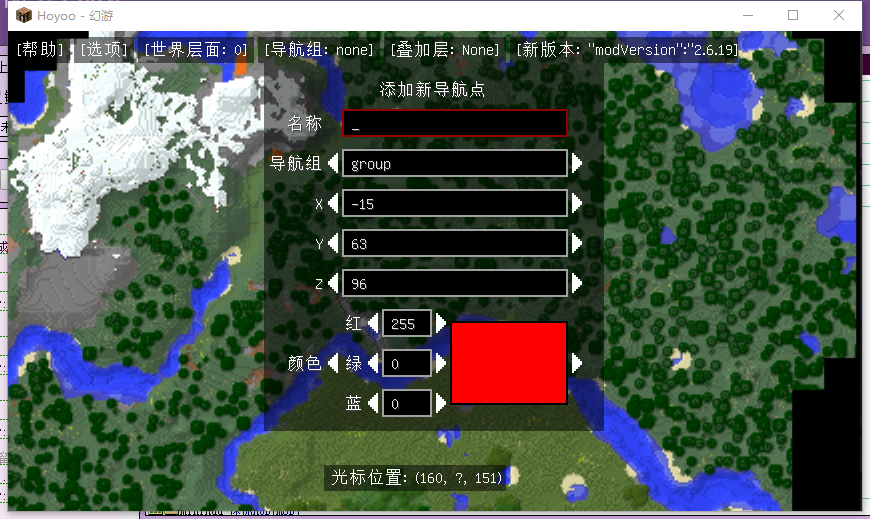 Hoyoo - 幻游
[帮助] [选项] [世界层面: 0] [导航组: none] [叠加层: None] [新版本: "modVersion":"2.6.19]
添加新导航点
名称 _
导航组 group
X -15
Y 63
Z 96
红 255
颜色 绿 0
蓝 0
光标位置: (160, ?, 151)